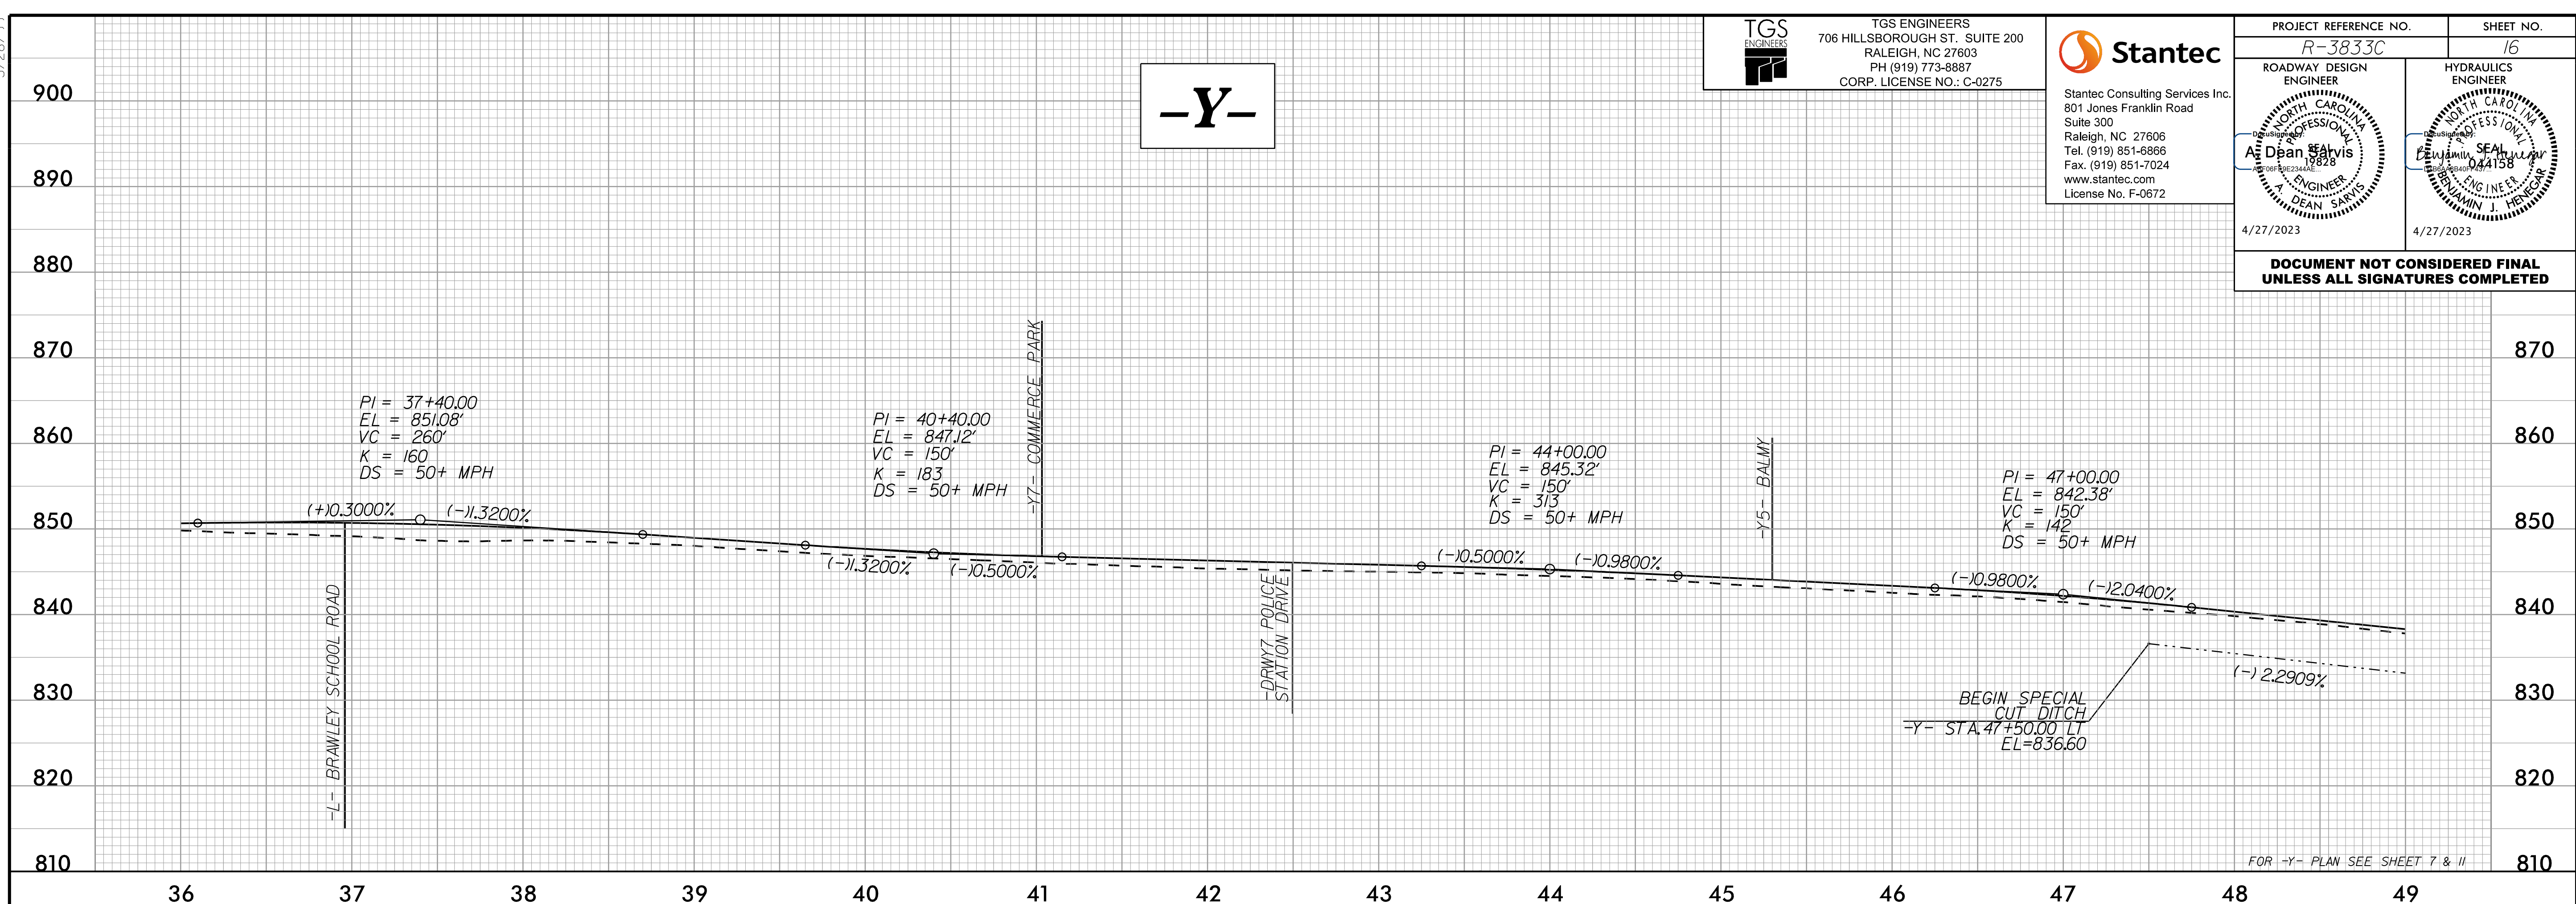 TGS
ENGINEERS
TGS ENGINEERS
706 HILLSBOROUGH ST. SUITE 200
RALEIGH, NC 27603
PH (919) 773-8887
CORP. LICENSE NO.: C-0275
Stantec
Stantec Consulting Services Inc.
801 Jones Franklin Road
Suite 300
Raleigh, NC 27606
Tel. (919) 851-6866
Fax. (919) 851-7024
www.stantec.com
License No. F-0672
PROJECT REFERENCE NO.
SHEET NO.
R-3833C
16
ROADWAY DESIGN
ENGINEER
NORTH CAROLINA
PROFESSIONAL
DocuSigned by:
A. Dean Sarvis
SEAL
19828
ENGINEER
A. DEAN SARVIS
4/27/2023
HYDRAULICS
ENGINEER
NORTH CAROLINA
PROFESSIONAL
DocuSigned by:
Benjamin J. Henegar
SEAL
044158
ENGINEER
BENJAMIN J. HENEGAR
4/27/2023
DOCUMENT NOT CONSIDERED FINAL
UNLESS ALL SIGNATURES COMPLETED
-Y-
900
890
880
870
870
860
860
850
850
840
840
830
830
820
820
810
810
PI = 37+40.00
EL = 851.08'
VC = 260'
K = 160
DS = 50+ MPH
(+)0.3000%
(-)1.3200%
PI = 40+40.00
EL = 847.12'
VC = 150'
K = 183
DS = 50+ MPH
(-)1.3200%
(-)0.5000%
-Y7- COMMERCE PARK
PI = 44+00.00
EL = 845.32'
VC = 150'
K = 313
DS = 50+ MPH
(-)0.5000%
(-)0.9800%
-Y5- BALMY
PI = 47+00.00
EL = 842.38'
VC = 150'
K = 142
DS = 50+ MPH
(-)0.9800%
(-)2.0400%
-L- BRAWLEY SCHOOL ROAD
-DRWY7 POLICE
STATION DRIVE
BEGIN SPECIAL
CUT DITCH
-Y- STA.47+50.00 LT
EL=836.60
(-) 2.2909%
FOR -Y- PLAN SEE SHEET 7 & 11
36 37 38 39 40 41 42 43 44 45 46 47 48 49